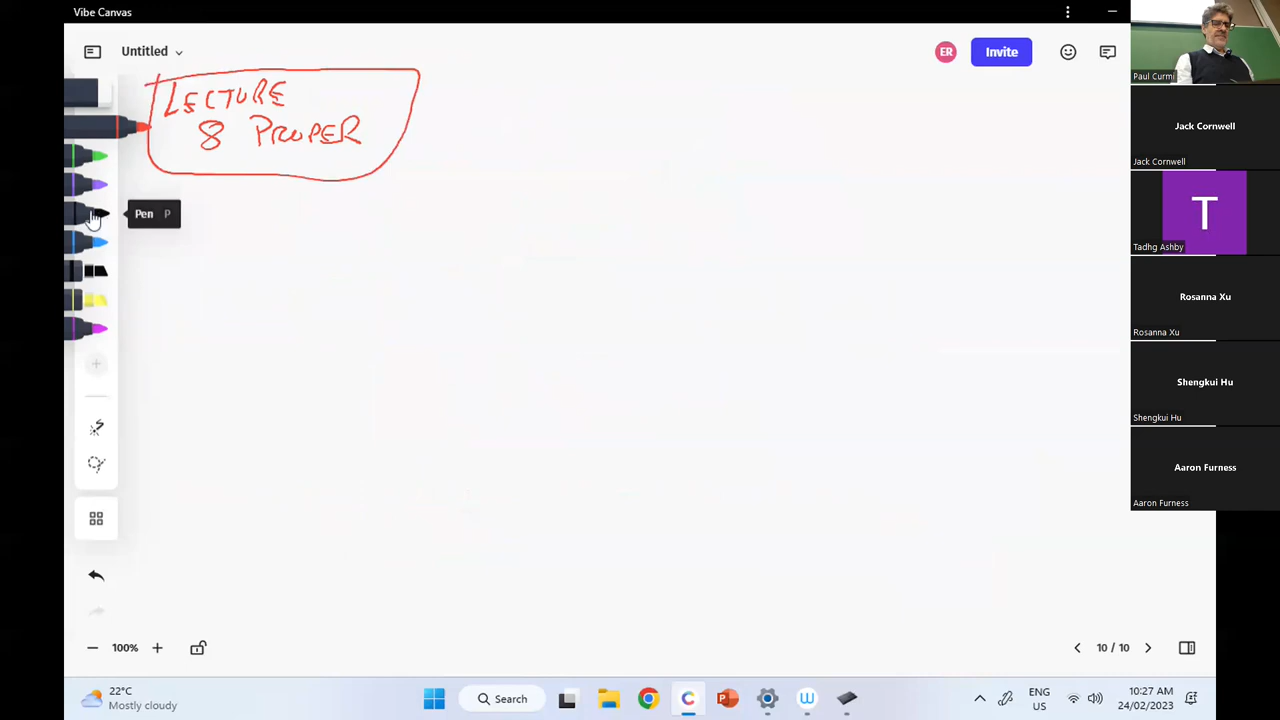 Vibe Canvas
Untitled
ER
Invite
LECTURE
8 PROPER
Pen P
100%
10 / 10
Paul Curmi
Jack Cornwell
Jack Cornwell
T
Tadhg Ashby
Rosanna Xu
Rosanna Xu
Shengkui Hu
Shengkui Hu
Aaron Furness
Aaron Furness
22°C
Mostly cloudy
Search
ENG
US
10:27 AM
24/02/2023